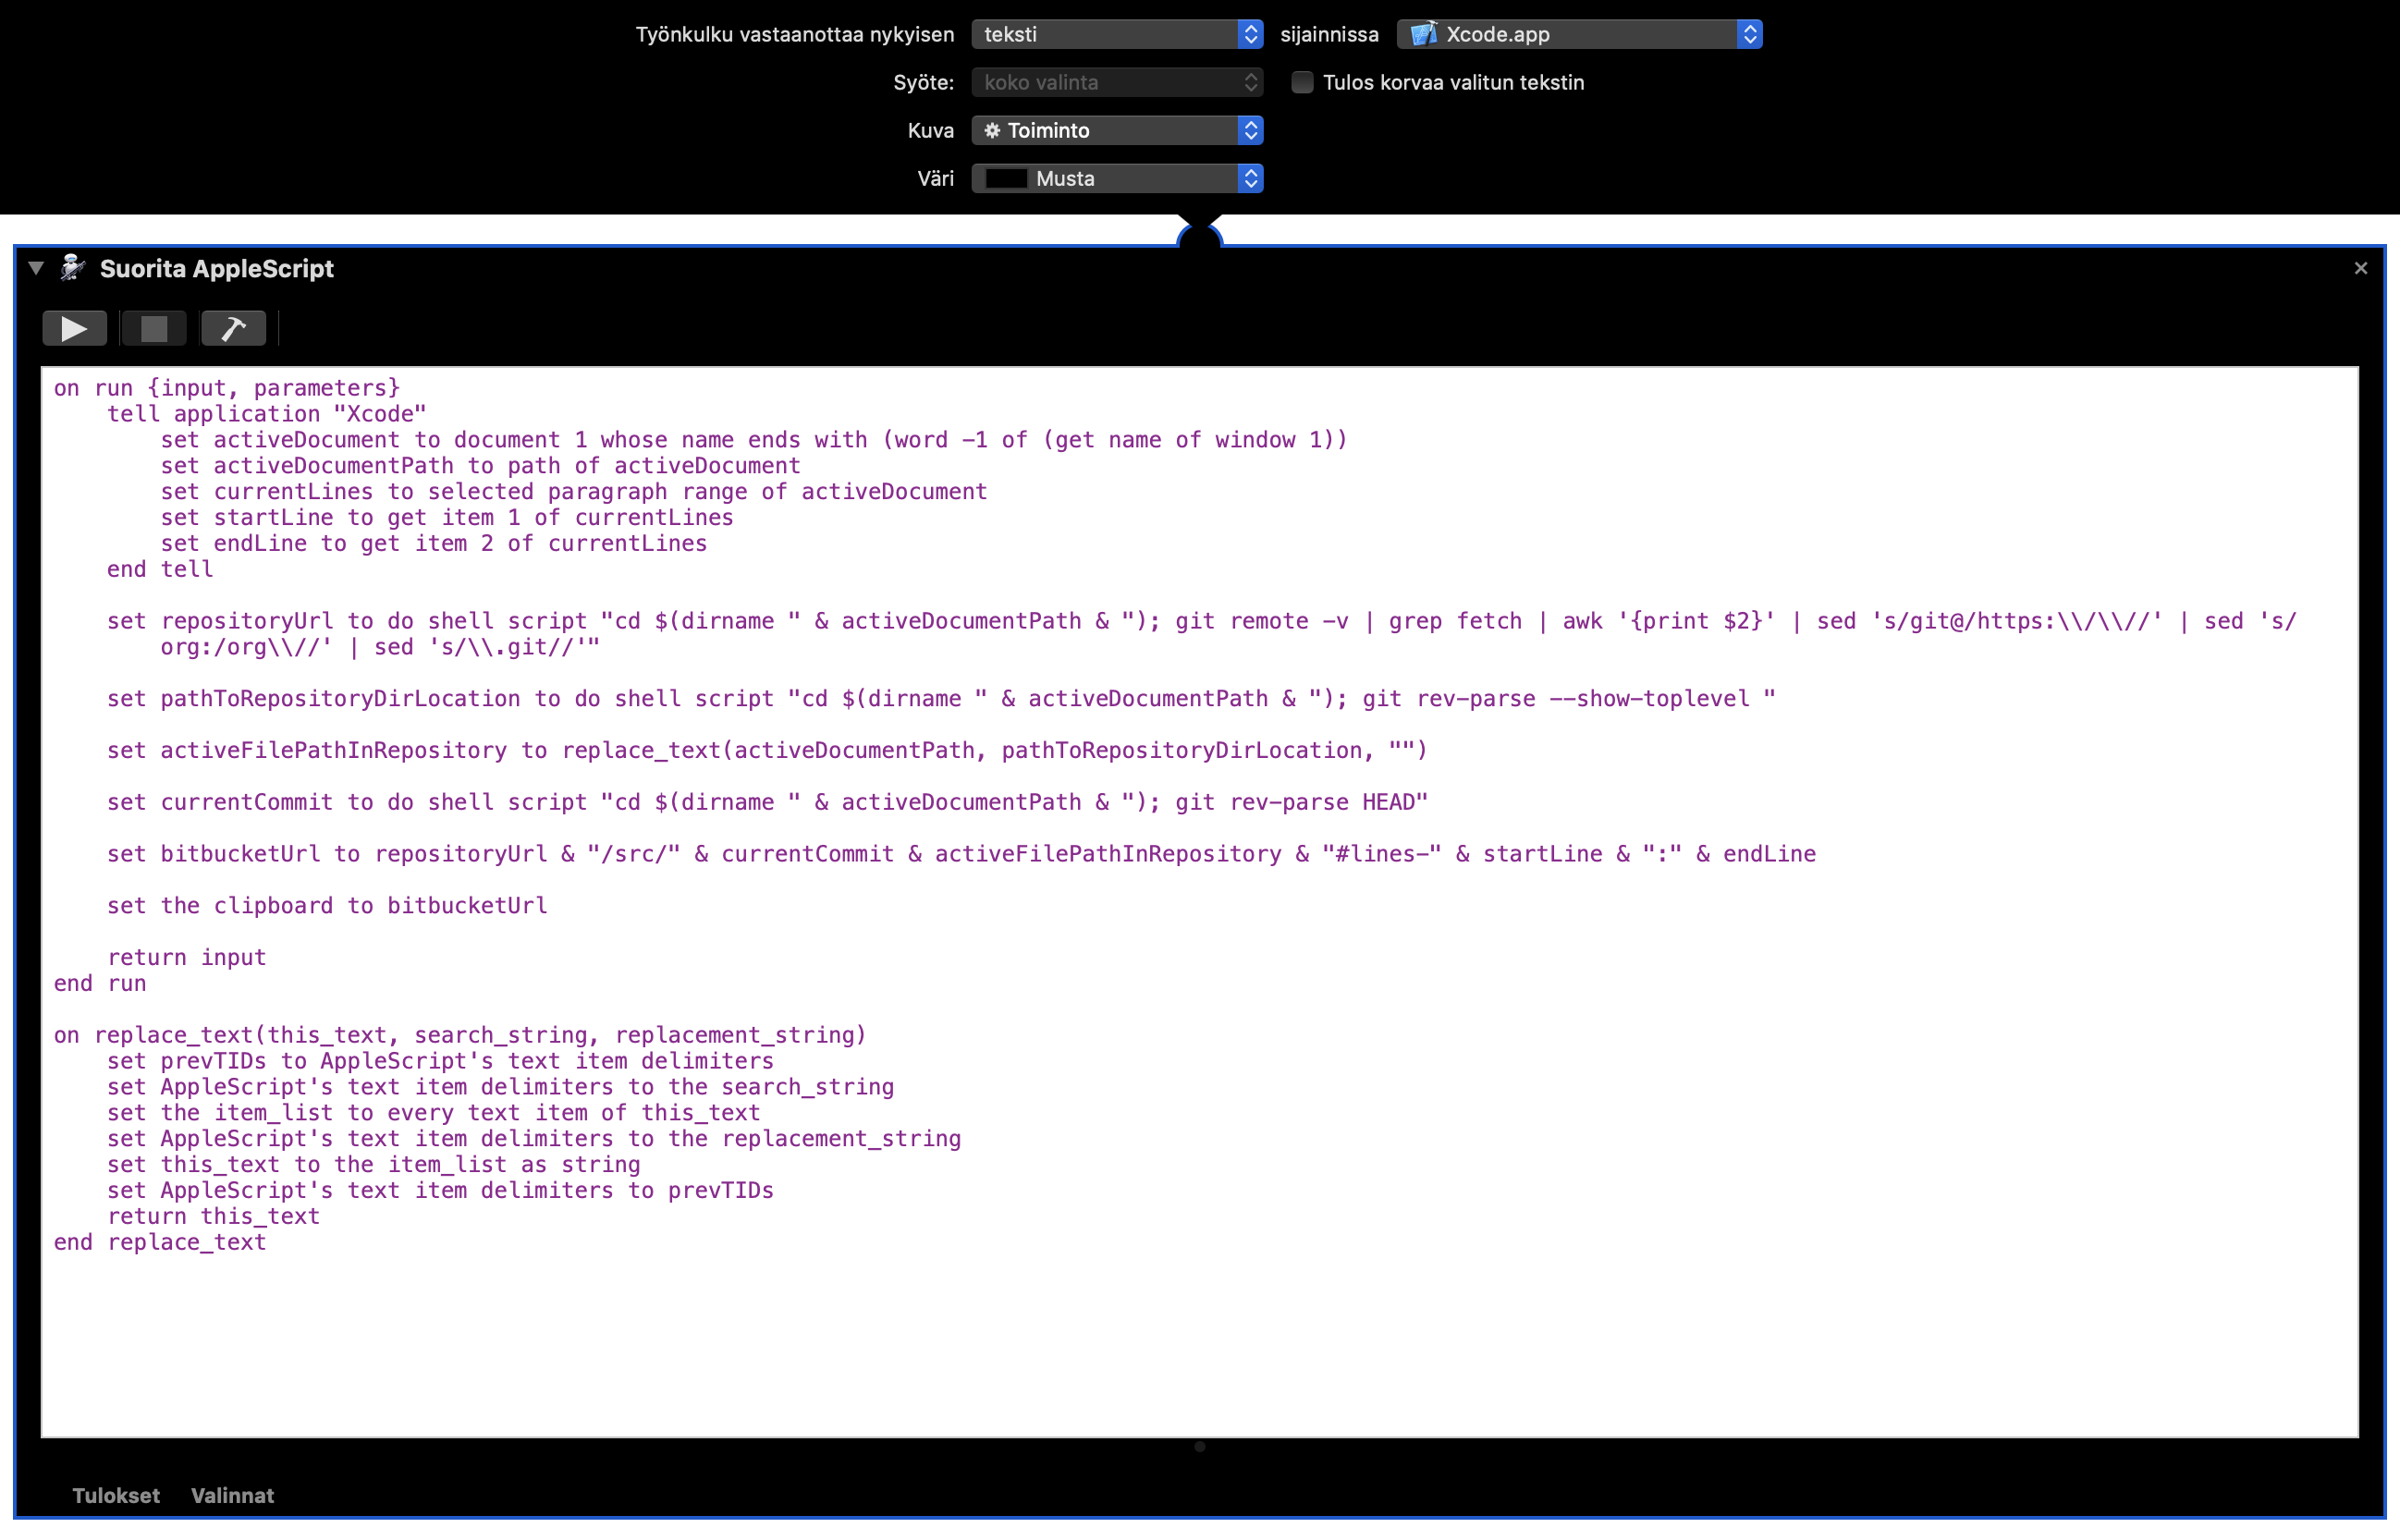 Työnkulku vastaanottaa nykyisen teksti sijainnissa Xcode.app
Syöte: koko valinta Tulos korvaa valitun tekstin
Kuva Toiminto
Väri Musta
Suorita AppleScript
on run {input, parameters}
tell application "Xcode"
set activeDocument to document 1 whose name ends with (word -1 of (get name of window 1))
set activeDocumentPath to path of activeDocument
set currentLines to selected paragraph range of activeDocument
set startLine to get item 1 of currentLines
set endLine to get item 2 of currentLines
end tell
set repositoryUrl to do shell script "cd $(dirname " & activeDocumentPath & "); git remote -v | grep fetch | awk '{print $2}' | sed 's/git@/https:\\/\\//' | sed 's/
org:/org\\//' | sed 's/\\.git//'"
set pathToRepositoryDirLocation to do shell script "cd $(dirname " & activeDocumentPath & "); git rev-parse --show-toplevel "
set activeFilePathInRepository to replace_text(activeDocumentPath, pathToRepositoryDirLocation, "")
set currentCommit to do shell script "cd $(dirname " & activeDocumentPath & "); git rev-parse HEAD"
set bitbucketUrl to repositoryUrl & "/src/" & currentCommit & activeFilePathInRepository & "#lines-" & startLine & ":" & endLine
set the clipboard to bitbucketUrl
return input
end run
on replace_text(this_text, search_string, replacement_string)
set prevTIDs to AppleScript's text item delimiters
set AppleScript's text item delimiters to the search_string
set the item_list to every text item of this_text
set AppleScript's text item delimiters to the replacement_string
set this_text to the item_list as string
set AppleScript's text item delimiters to prevTIDs
return this_text
end replace_text
Tulokset Valinnat